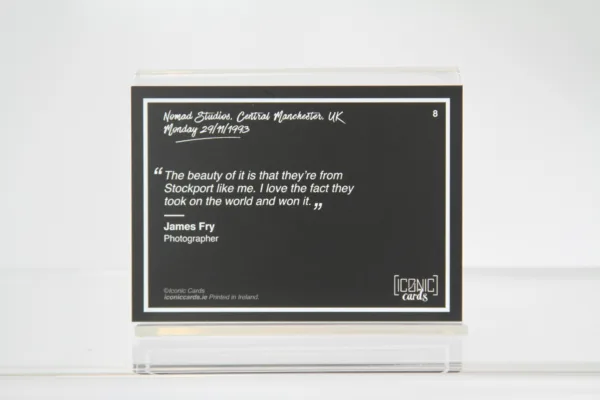 Nomad Studios, Central Manchester, UK
Monday 29/11/1993
8
“The beauty of it is that they're from
Stockport like me. I love the fact they
took on the world and won it.”
James Fry
Photographer
©Iconic Cards
iconiccards.ie Printed in Ireland.
ICONIC
cards